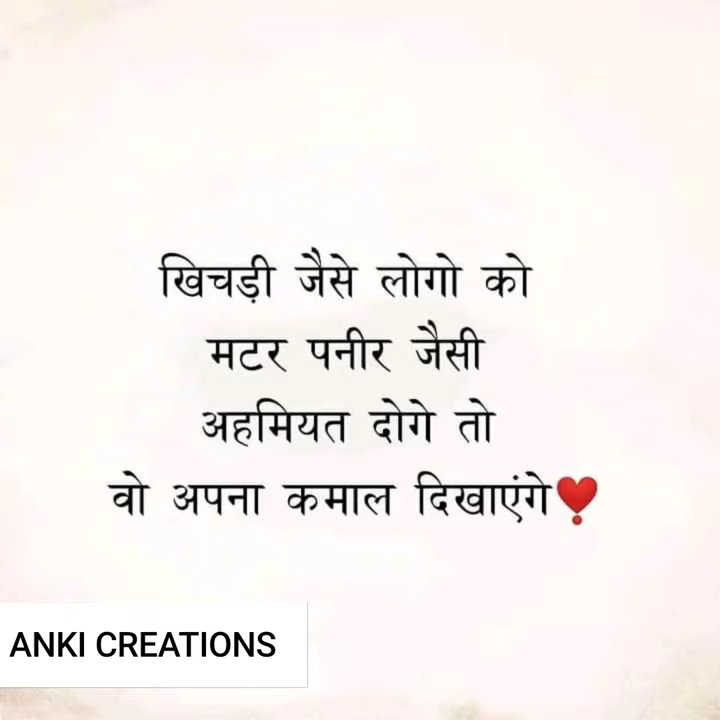 खिचड़ी जैसे लोगो को
मटर पनीर जैसी
अहमियत दोगे तो
वो अपना कमाल दिखाएंगे❣️
ANKI CREATIONS